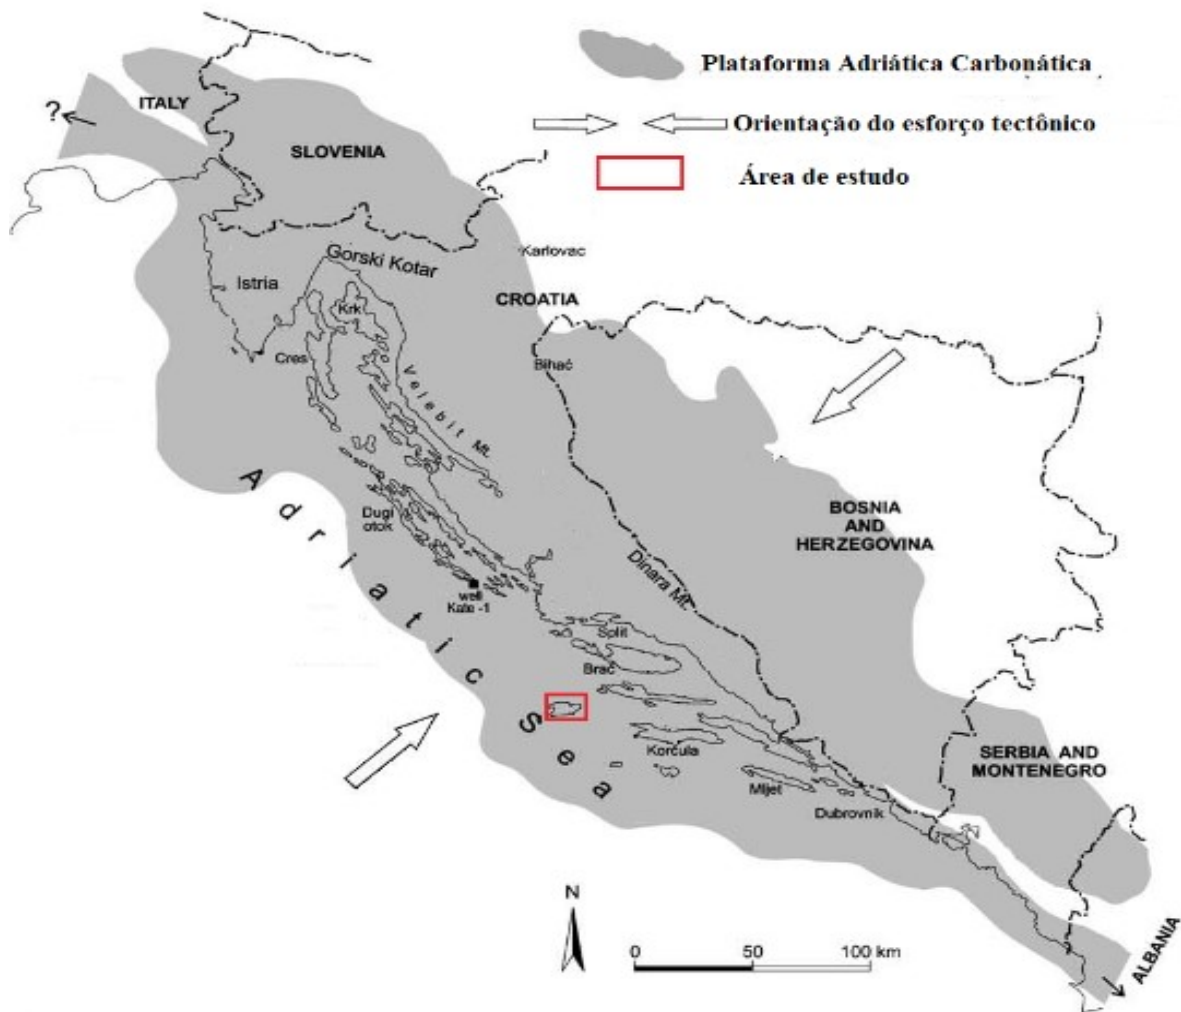 Plataforma Adriática Carbonática
Orientação do esforço tectônico
Área de estudo
ITALY
?
SLOVENIA
Karlovac
Gorski Kotar
Istria
CROATIA
Krk
Cres
Bihać
Velebit Mt.
Adriatic Sea
BOSNIA
AND
HERZEGOVINA
Dugi
otok
Dinara Mt.
well
Kate -1
Split
Brač
Korčula
SERBIA AND
MONTENEGRO
Mljet
Dubrovnik
N
0 50 100 km
ALBANIA